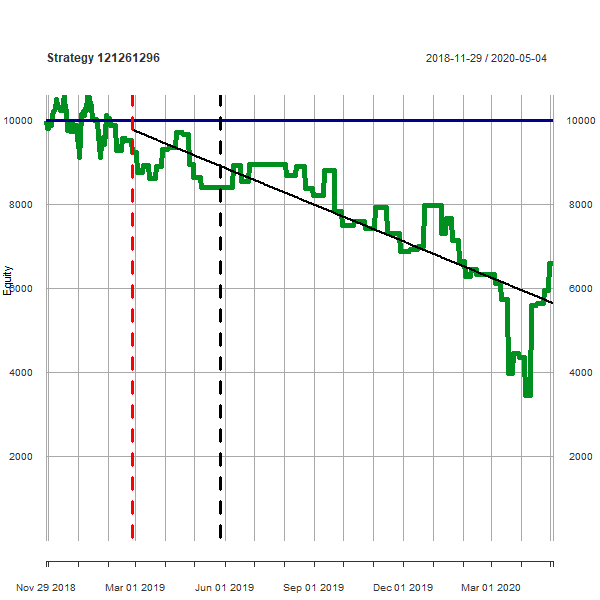 Strategy 121261296
2018-11-29 / 2020-05-04
10000
10000
8000
8000
Equity
6000
6000
4000
4000
2000
2000
Nov 29 2018
Mar 01 2019
Jun 01 2019
Sep 01 2019
Dec 01 2019
Mar 01 2020